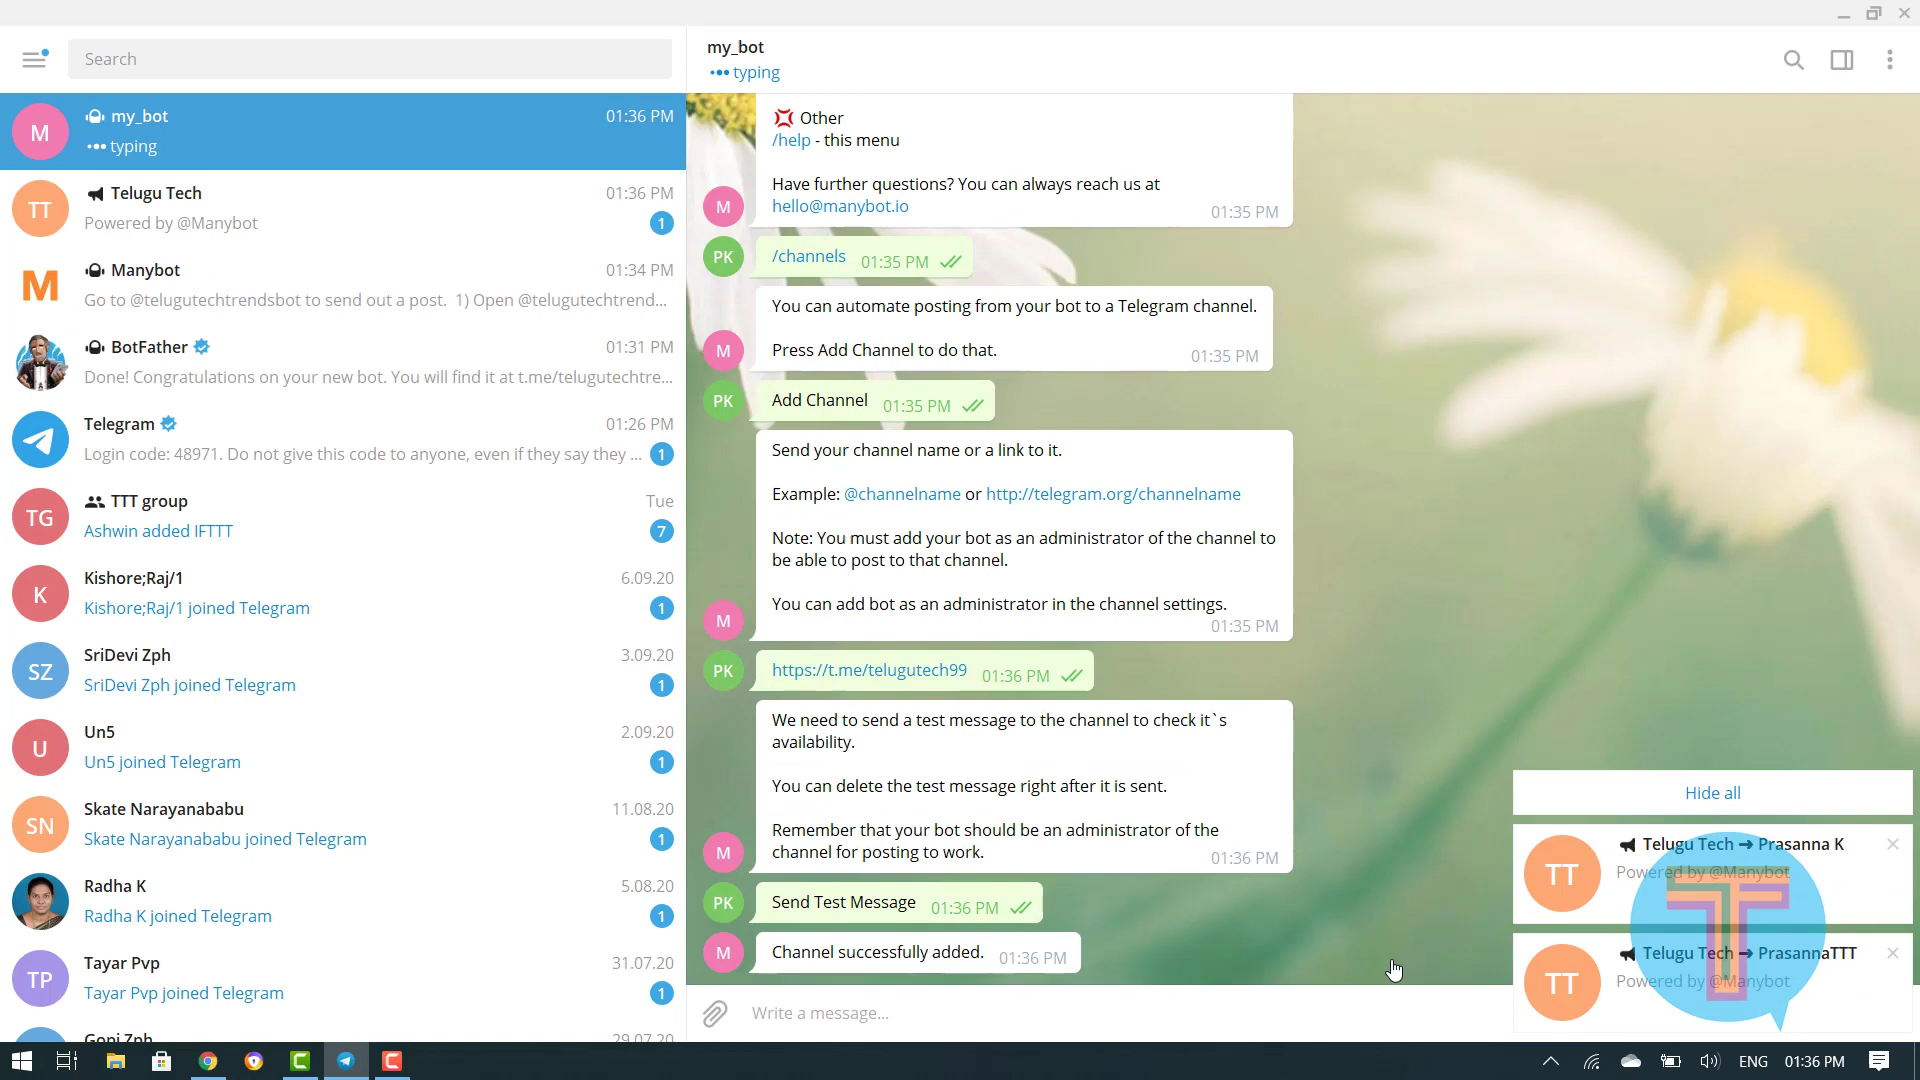 Search
my_bot
typing
M
my_bot
01:36 PM
typing
TT
Telugu Tech
01:36 PM
Powered by @Manybot
1
M
Manybot
01:34 PM
Go to @telugutechtrendsbot to send out a post.  1) Open @telugutechtrend...
BotFather
01:31 PM
Done! Congratulations on your new bot. You will find it at t.me/telugutechtre...
Telegram
01:26 PM
Login code: 48971. Do not give this code to anyone, even if they say they ...
1
TG
TTT group
Tue
Ashwin added IFTTT
7
K
Kishore;Raj/1
6.09.20
Kishore;Raj/1 joined Telegram
1
SZ
SriDevi Zph
3.09.20
SriDevi Zph joined Telegram
1
U
Un5
2.09.20
Un5 joined Telegram
1
SN
Skate Narayanababu
11.08.20
Skate Narayanababu joined Telegram
1
Radha K
5.08.20
Radha K joined Telegram
1
TP
Tayar Pvp
31.07.20
Tayar Pvp joined Telegram
1
Gopi Zph
29.07.20
Other
/help - this menu
Have further questions? You can always reach us at
hello@manybot.io
01:35 PM
M
PK
/channels
01:35 PM
You can automate posting from your bot to a Telegram channel.
Press Add Channel to do that.
01:35 PM
M
PK
Add Channel
01:35 PM
Send your channel name or a link to it.
Example: @channelname or http://telegram.org/channelname
Note: You must add your bot as an administrator of the channel to
be able to post to that channel.
You can add bot as an administrator in the channel settings.
01:35 PM
M
PK
https://t.me/telugutech99
01:36 PM
We need to send a test message to the channel to check it`s
availability.
You can delete the test message right after it is sent.
Remember that your bot should be an administrator of the
channel for posting to work.
01:36 PM
M
PK
Send Test Message
01:36 PM
M
Channel successfully added.
01:36 PM
Write a message...
Hide all
TT
Telugu Tech ➞ Prasanna K
Powered by @Manybot
TT
Telugu Tech ➞ PrasannaTTT
Powered by @Manybot
T
ENG
01:36 PM